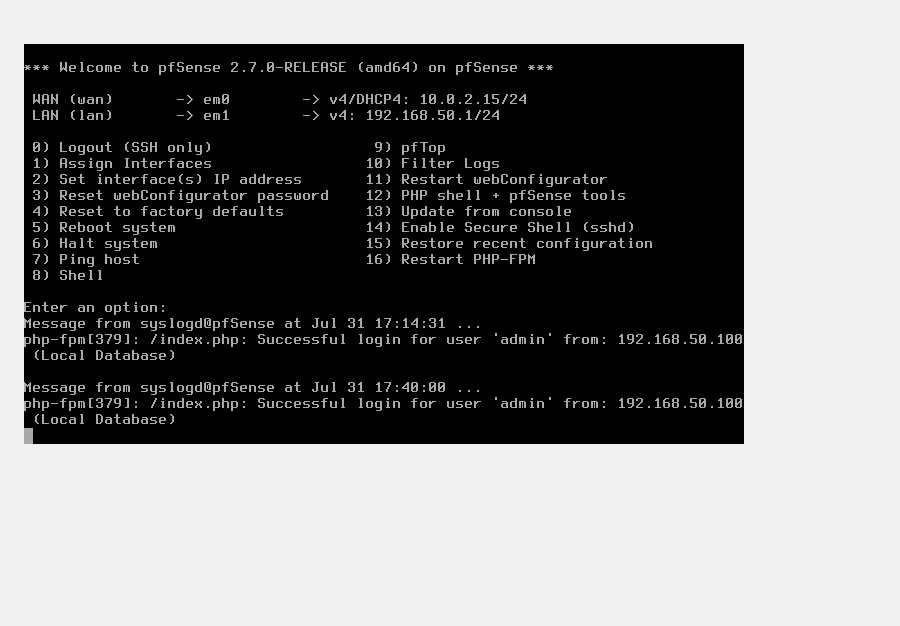 *** Welcome to pfSense 2.7.0-RELEASE (amd64) on pfSense ***
WAN (wan)       -> em0        -> v4/DHCP4: 10.0.2.15/24
LAN (lan)       -> em1        -> v4: 192.168.50.1/24
0) Logout (SSH only)                 9) pfTop
1) Assign Interfaces                10) Filter Logs
2) Set interface(s) IP address      11) Restart webConfigurator
3) Reset webConfigurator password   12) PHP shell + pfSense tools
4) Reset to factory defaults        13) Update from console
5) Reboot system                    14) Enable Secure Shell (sshd)
6) Halt system                      15) Restore recent configuration
7) Ping host                        16) Restart PHP-FPM
8) Shell
Enter an option:
Message from syslogd@pfSense at Jul 31 17:14:31 ...
php-fpm[379]: /index.php: Successful login for user 'admin' from: 192.168.50.100
(Local Database)
Message from syslogd@pfSense at Jul 31 17:40:00 ...
php-fpm[379]: /index.php: Successful login for user 'admin' from: 192.168.50.100
(Local Database)